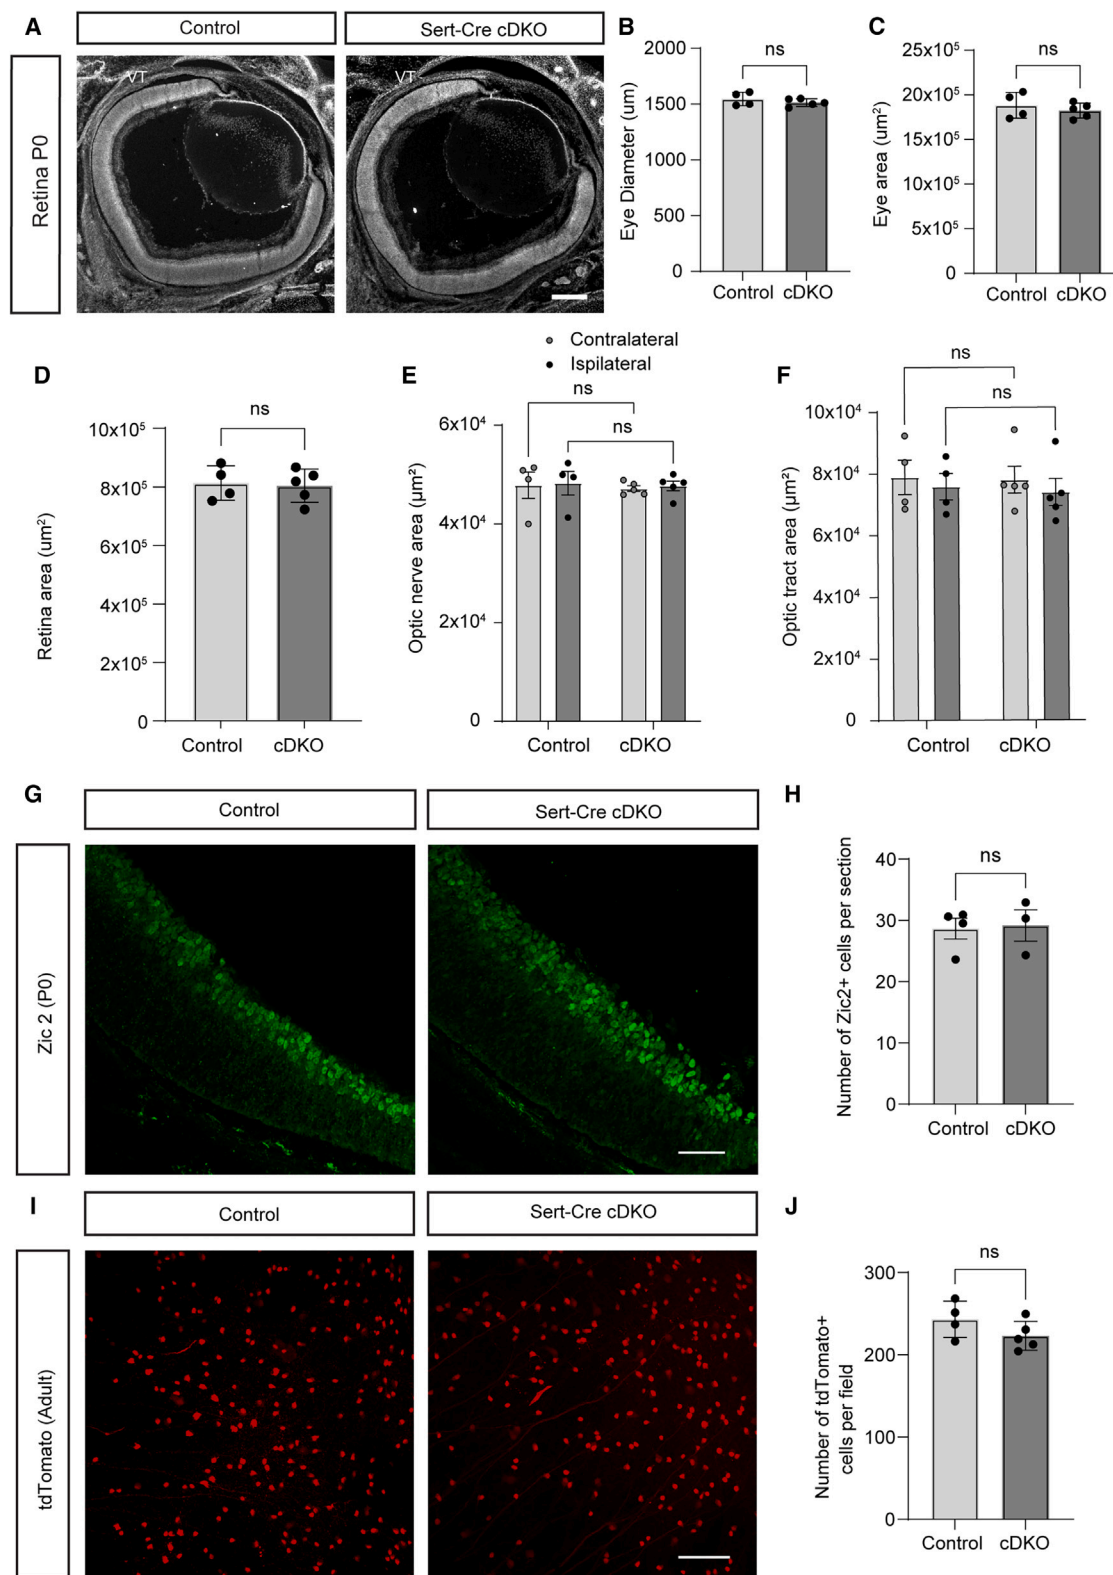 A
Control
Sert-Cre cDKO
Retina P0
VT
VT
B
Eye Diameter (um)
2000
1500
1000
500
0
ns
Control cDKO
C
Eye area (um²)
25x10⁵
20x10⁵
15x10⁵
10x10⁵
5x10⁵
0
ns
Control cDKO
D
Retina area (um²)
10x10⁵
8x10⁵
6x10⁵
4x10⁵
2x10⁵
0
ns
Control cDKO
Contralateral
Ispilateral
E
Optic nerve area (µm²)
6x10⁴
4x10⁴
2x10⁴
0
ns
ns
Control cDKO
F
Optic tract area (µm²)
10x10⁴
8x10⁴
6x10⁴
4x10⁴
2x10⁴
0
ns
ns
Control cDKO
G
Control
Sert-Cre cDKO
Zic 2 (P0)
H
Number of Zic2+ cells per section
40
30
20
10
0
ns
Control cDKO
I
Control
Sert-Cre cDKO
tdTomato (Adult)
J
Number of tdTomato+
cells per field
300
200
100
0
ns
Control cDKO